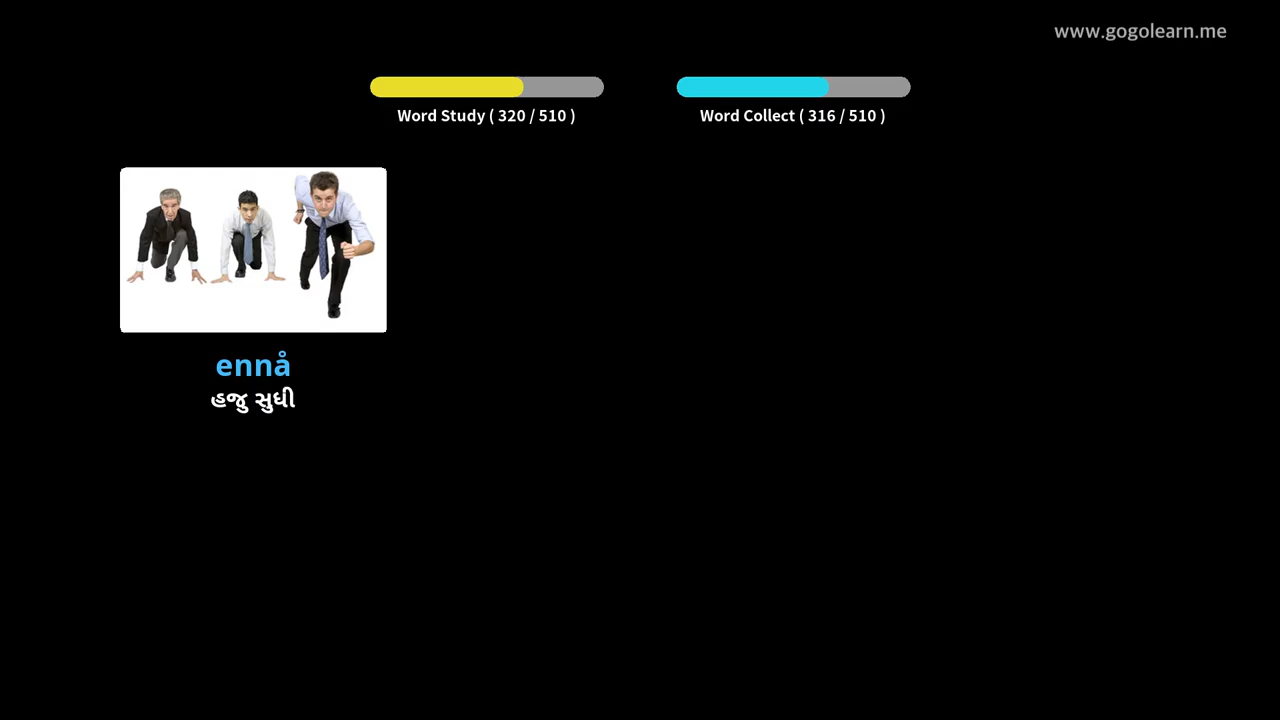 www.gogolearn.me
Word Study ( 320 / 510 )
Word Collect ( 316 / 510 )
ennå
હજુ સુધી